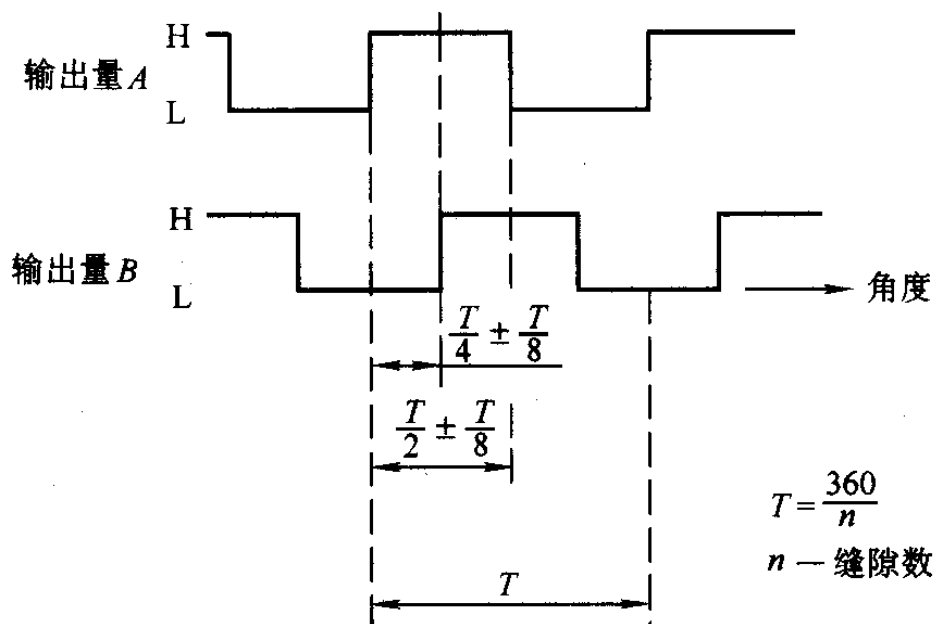 H
输出量A
L
H
输出量B
L
角度
T/4 ± T/8
T/2 ± T/8
T = 360/n
n — 缝隙数
T